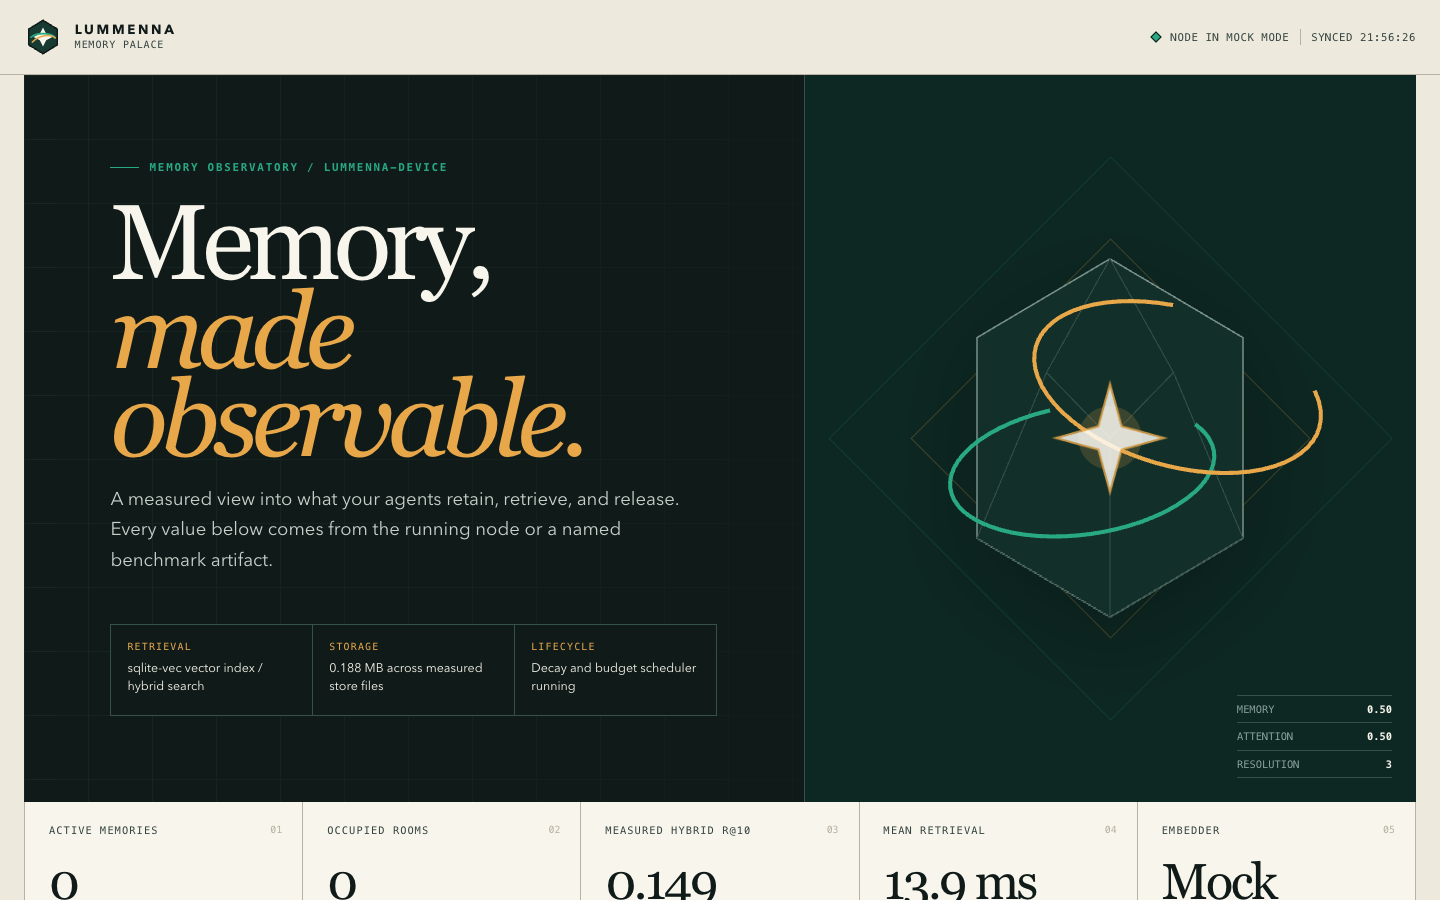 LUMMENNA
MEMORY PALACE
NODE IN MOCK MODE
SYNCED 21:56:26
MEMORY OBSERVATORY / LUMMENNA-DEVICE
Memory,
made
observable.
A measured view into what your agents retain, retrieve, and release.
Every value below comes from the running node or a named
benchmark artifact.
RETRIEVAL
sqlite-vec vector index /
hybrid search
STORAGE
0.188 MB across measured
store files
LIFECYCLE
Decay and budget scheduler
running
MEMORY 0.50
ATTENTION 0.50
RESOLUTION 3
ACTIVE MEMORIES 01
0
OCCUPIED ROOMS 02
0
MEASURED HYBRID R@10 03
0.149
MEAN RETRIEVAL 04
13.9 ms
EMBEDDER 05
Mock